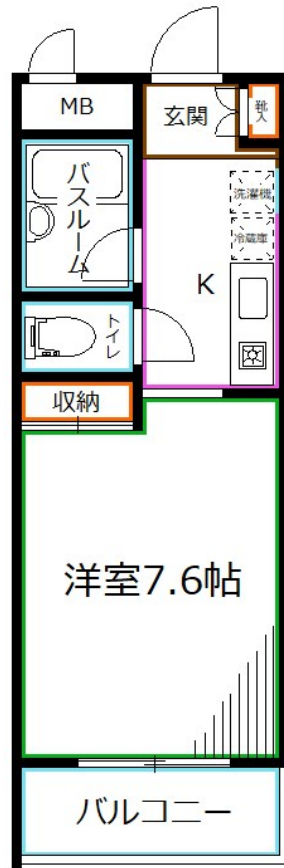 MB
玄関
靴入
バスルーム
洗濯機
冷蔵庫
K
トイレ
収納
洋室7.6帖
バルコニー